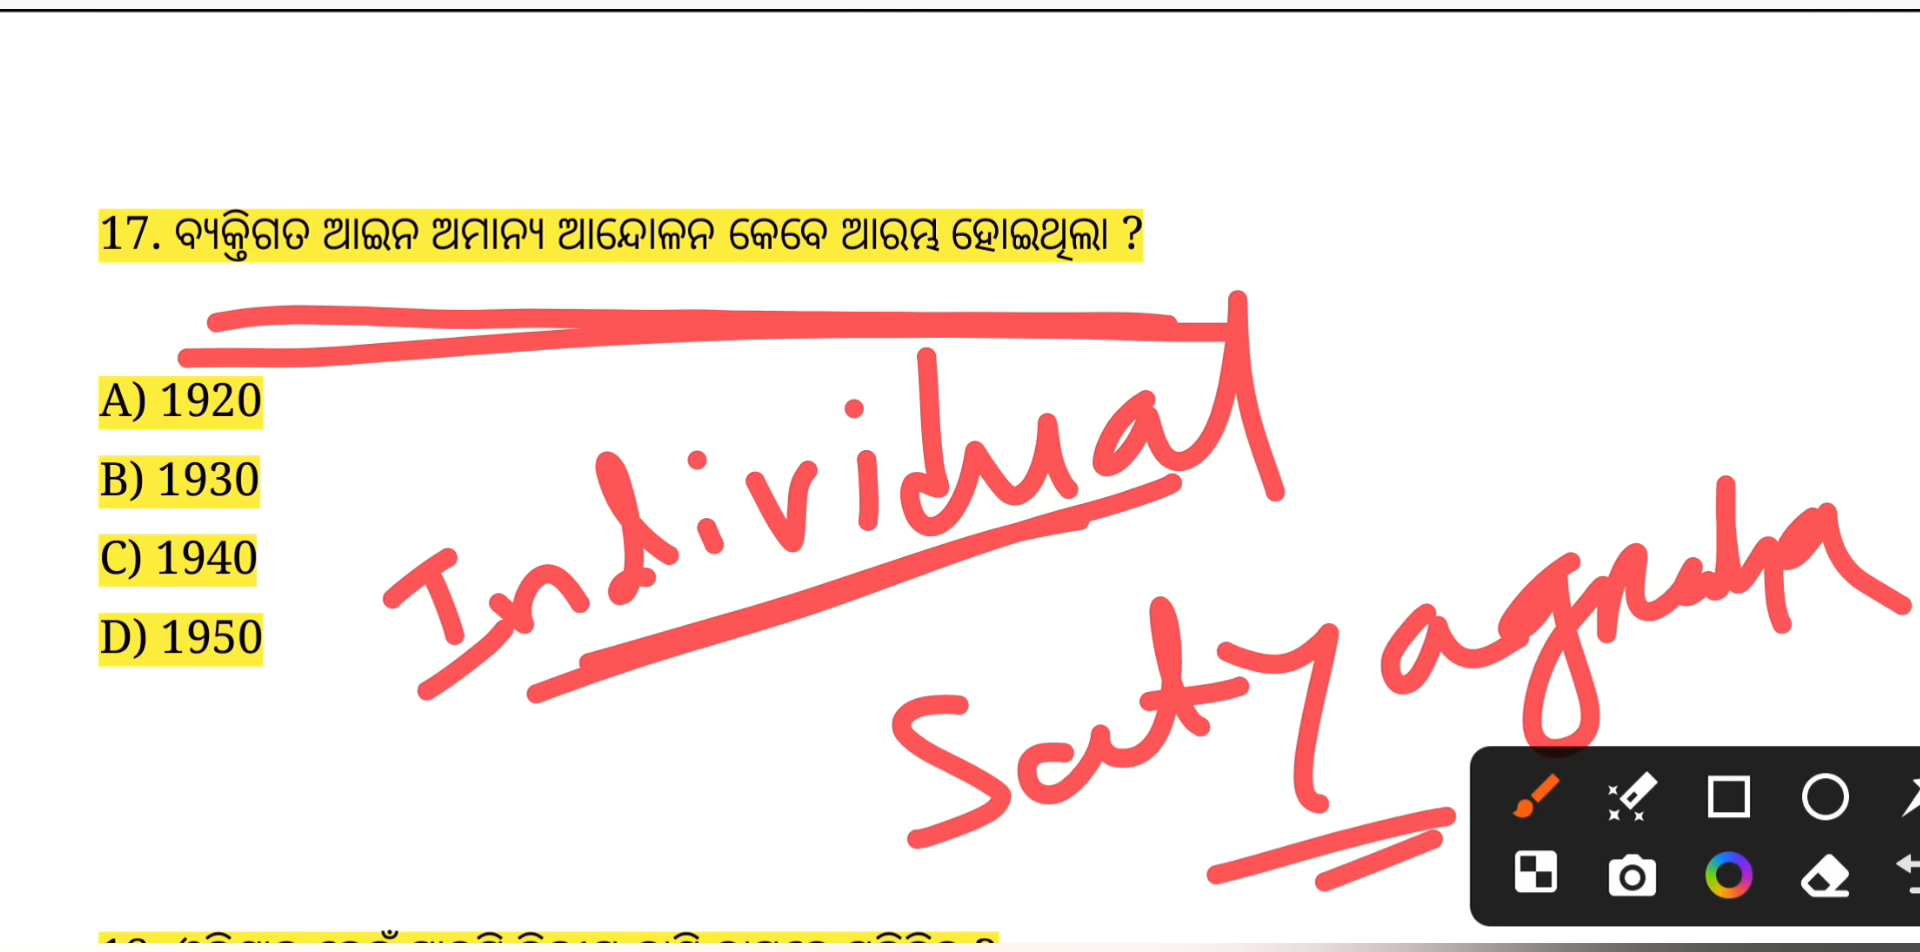 17. ବ୍ୟକ୍ତିଗତ ଆଇନ ଅମାନ୍ୟ ଆନ୍ଦୋଳନ କେବେ ଆରମ୍ଭ ହୋଇଥିଲା ?
A) 1920
B) 1930
C) 1940
D) 1950
Individual
Satyagraha